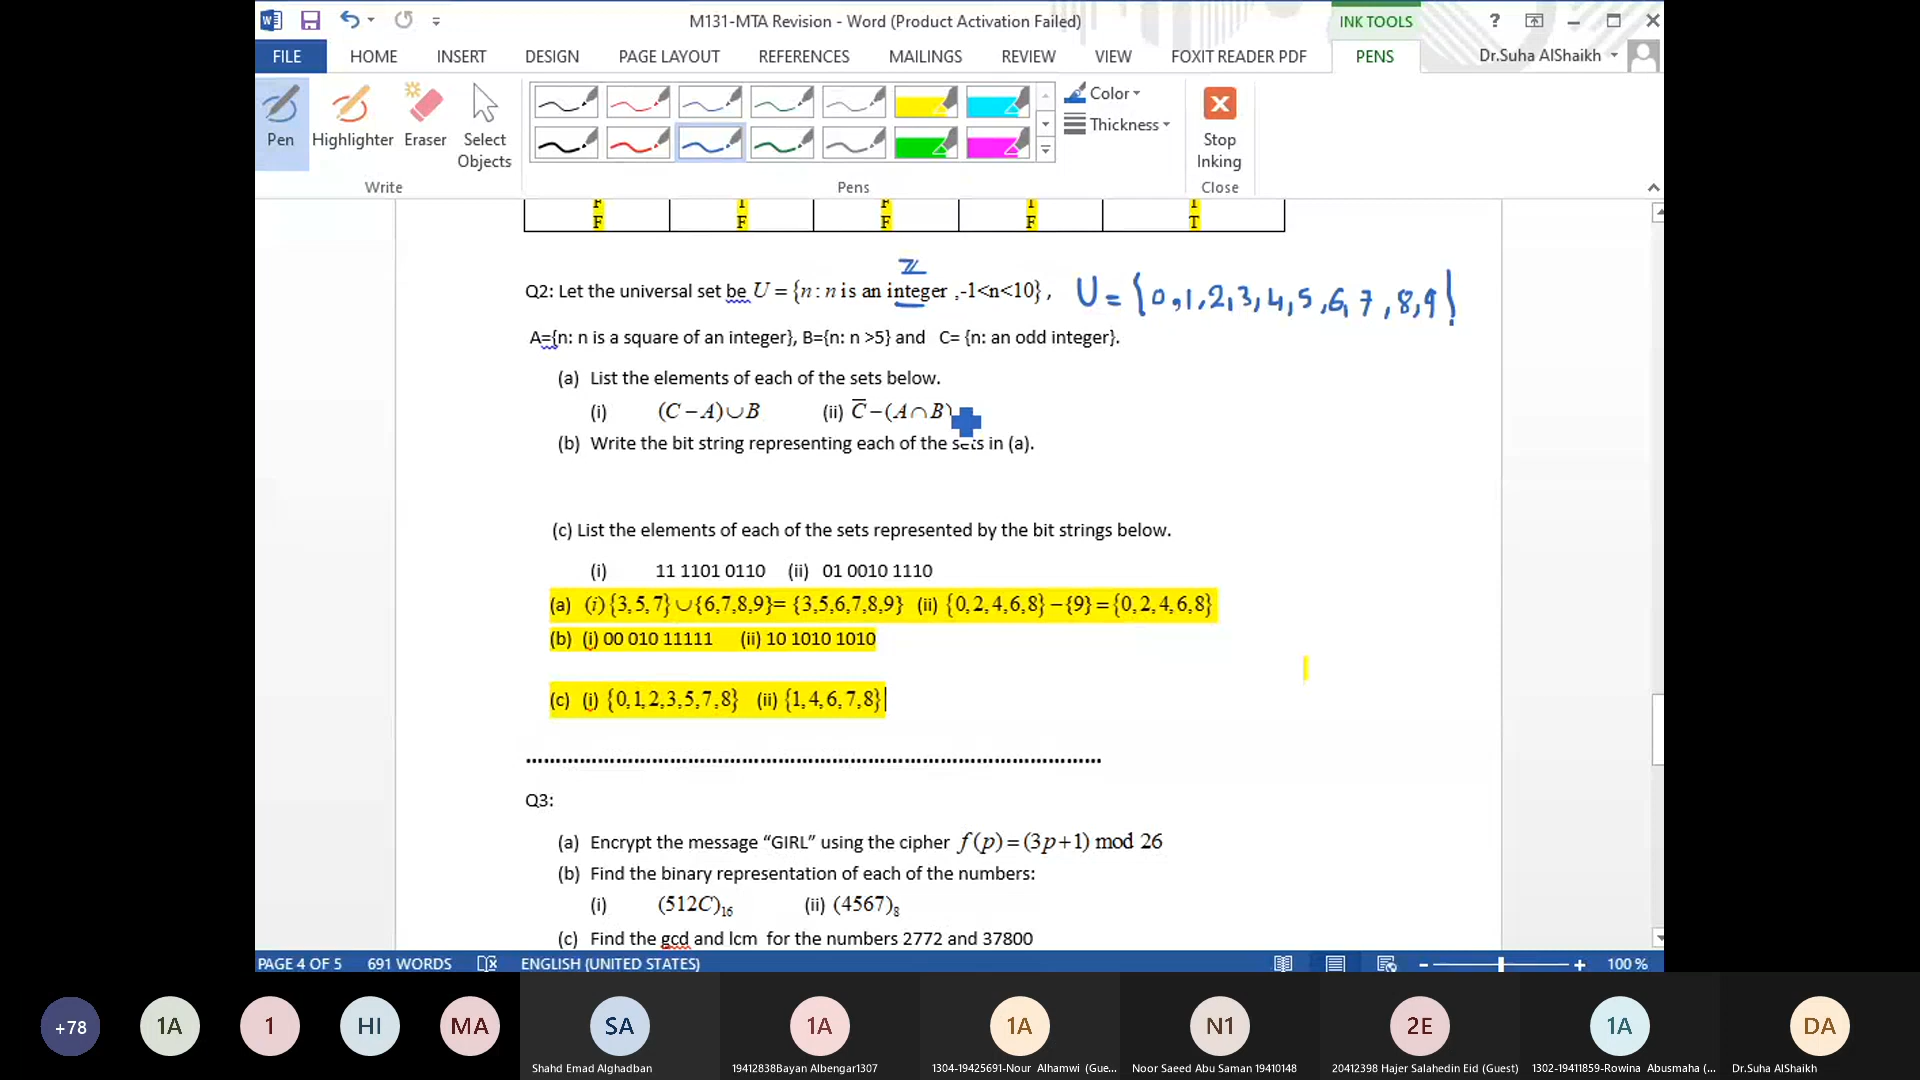 M131-MTA Revision - Word (Product Activation Failed)
INK TOOLS
FILE HOME INSERT DESIGN PAGE LAYOUT REFERENCES MAILINGS REVIEW VIEW FOXIT READER PDF PENS
Dr.Suha AlShaikh
Pen Highlighter Eraser Select Objects
Color
Thickness
Stop Inking
Write Pens Close
F T F T T
F F F F T
ℤ
Q2: Let the universal set be U = {n : n is an integer ,-1<n<10} , U = {0,1,2,3,4,5,6,7,8,9}
A={n: n is a square of an integer}, B={n: n >5} and C= {n: an odd integer}.
(a) List the elements of each of the sets below.
(i) (C − A)∪B (ii) C̅ − (A∩B)
(b) Write the bit string representing each of the sets in (a).
(c) List the elements of each of the sets represented by the bit strings below.
(i) 11 1101 0110 (ii) 01 0010 1110
(a) (i) {3,5,7} ∪{6,7,8,9}= {3,5,6,7,8,9} (ii) {0,2,4,6,8}−{9}={0,2,4,6,8}
(b) (i) 00 010 11111 (ii) 10 1010 1010
(c) (i) {0,1,2,3,5,7,8} (ii) {1,4,6,7,8}
Q3:
(a) Encrypt the message “GIRL” using the cipher f(p)=(3p+1) mod 26
(b) Find the binary representation of each of the numbers:
(i) (512C)₁₆ (ii) (4567)₈
(c) Find the gcd and lcm for the numbers 2772 and 37800
PAGE 4 OF 5 691 WORDS ENGLISH (UNITED STATES) 100 %
+78 1A 1 HI MA SA 1A 1A N1 2E 1A DA
Shahd Emad Alghadban 19412838Bayan Albengar1307 1304-19425691-Nour Alhamwi (Gue... Noor Saeed Abu Saman 19410148 20412398 Hajer Salahedin Eid (Guest) 1302-19411859-Rowina Abusmaha (... Dr.Suha AlShaikh